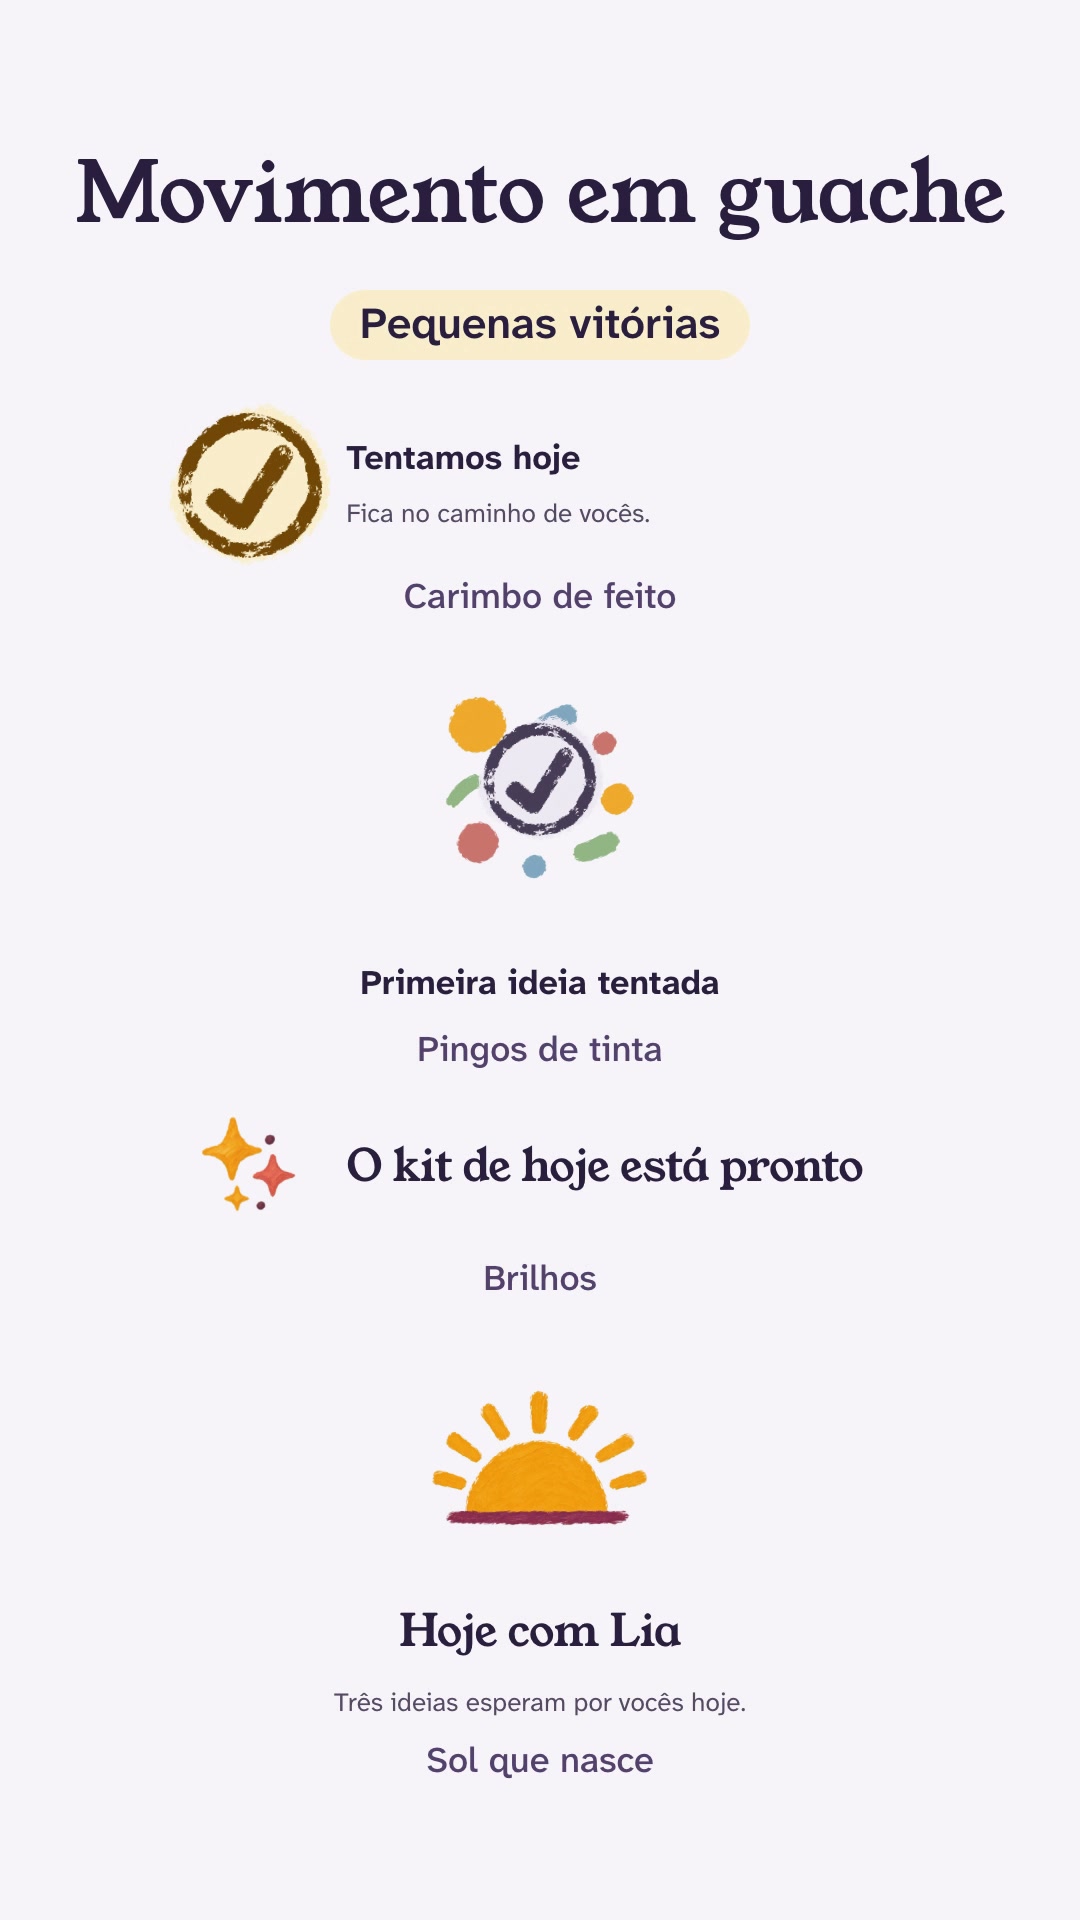 Movimento em guache
Pequenas vitórias
Tentamos hoje
Fica no caminho de vocês.
Carimbo de feito
Primeira ideia tentada
Pingos de tinta
O kit de hoje está pronto
Brilhos
Hoje com Lia
Três ideias esperam por vocês hoje.
Sol que nasce